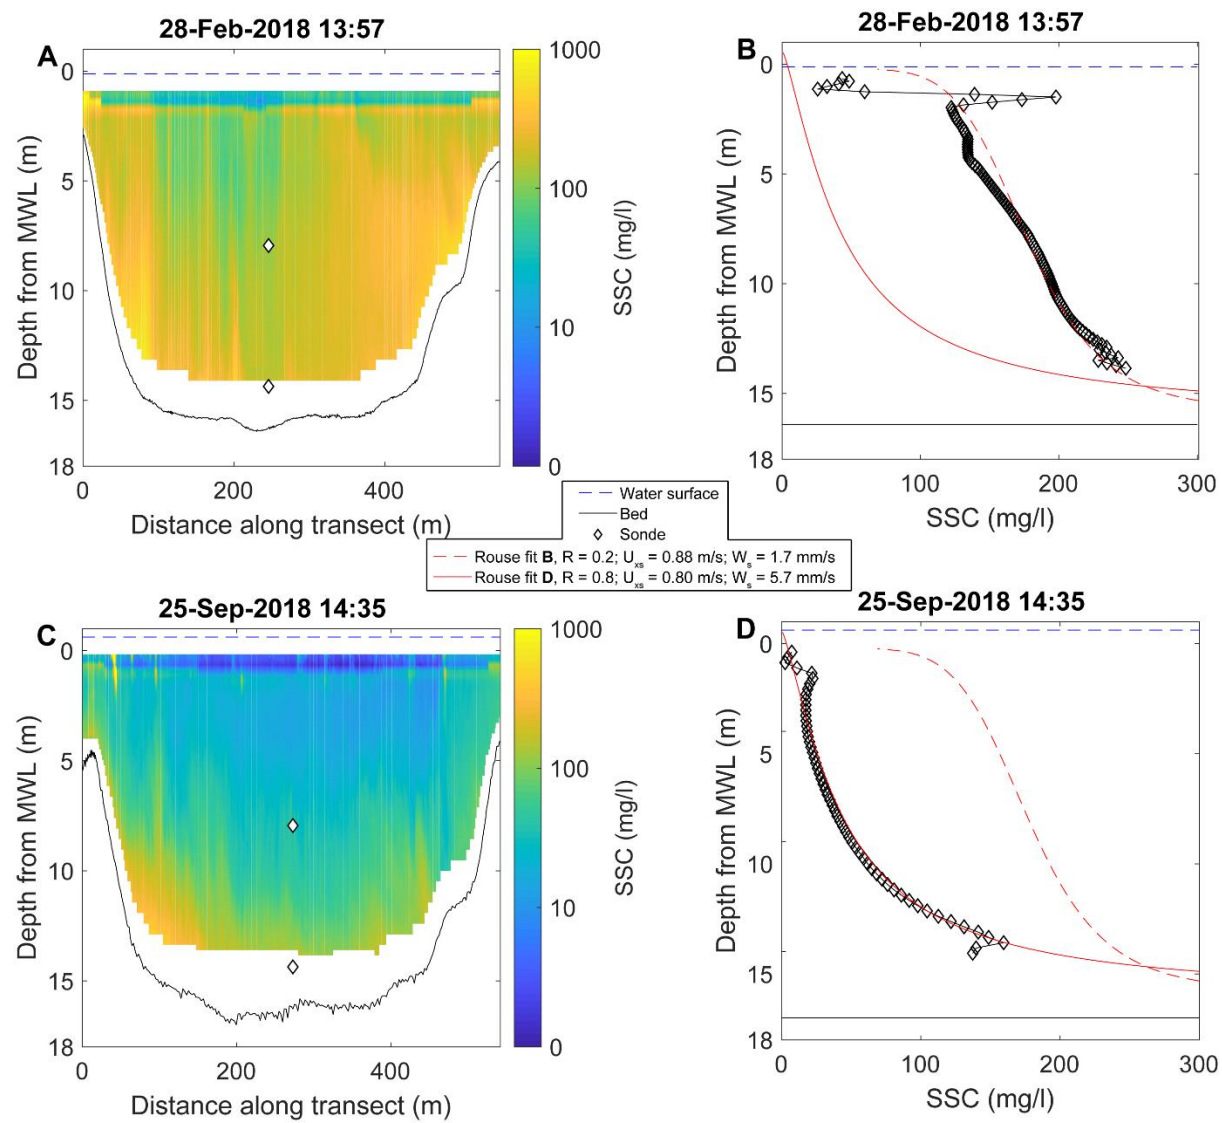 28-Feb-2018 13:57
A
0
5
10
15
18
Depth from MWL (m)
0
200
400
Distance along transect (m)
1000
100
10
0
SSC (mg/l)
28-Feb-2018 13:57
B
0
5
10
15
18
Depth from MWL (m)
0
100
200
300
SSC (mg/l)
Water surface
Bed
Sonde
Rouse fit B, R = 0.2; Uxs = 0.88 m/s; Ws = 1.7 mm/s
Rouse fit D, R = 0.8; Uxs = 0.80 m/s; Ws = 5.7 mm/s
25-Sep-2018 14:35
C
0
5
10
15
18
Depth from MWL (m)
0
200
400
Distance along transect (m)
1000
100
10
0
SSC (mg/l)
25-Sep-2018 14:35
D
0
5
10
15
18
Depth from MWL (m)
0
100
200
300
SSC (mg/l)